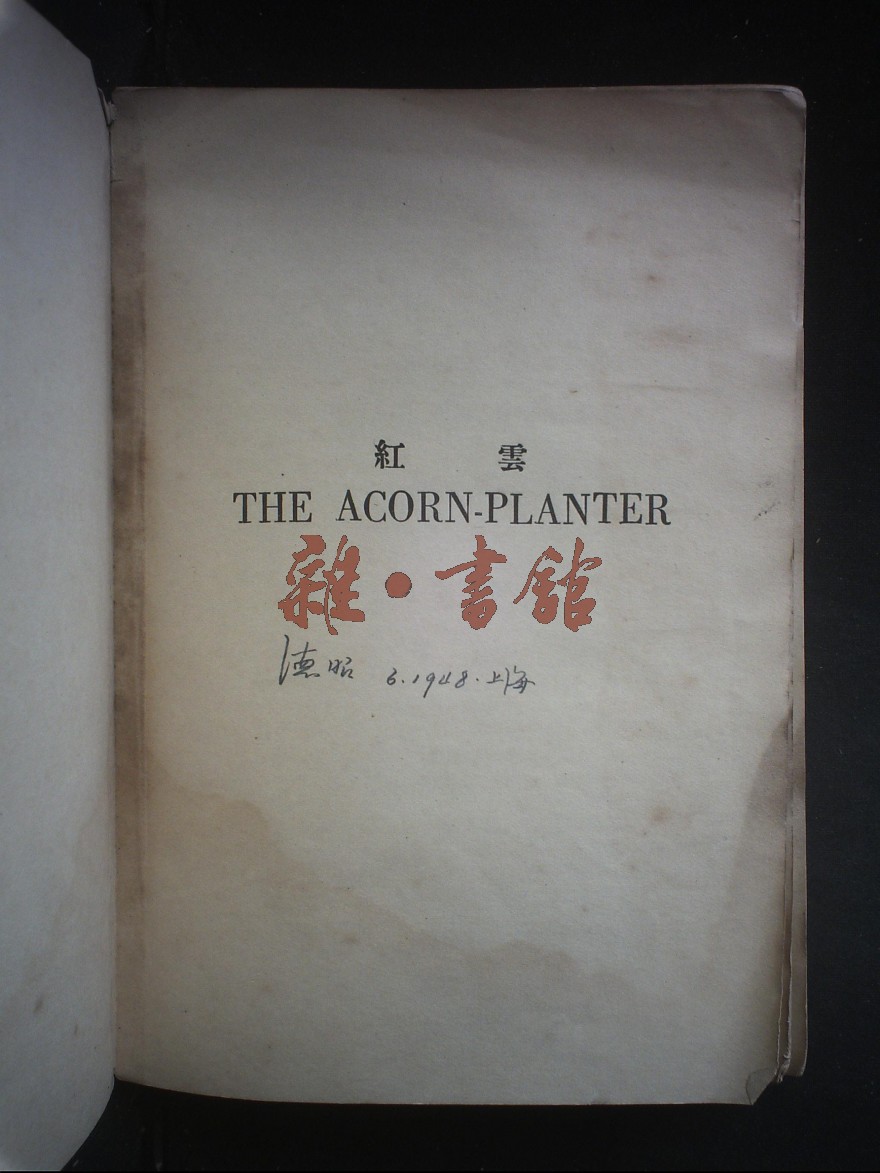 紅雲
THE ACORN-PLANTER
雜·書館
德昭 6.1948.上海